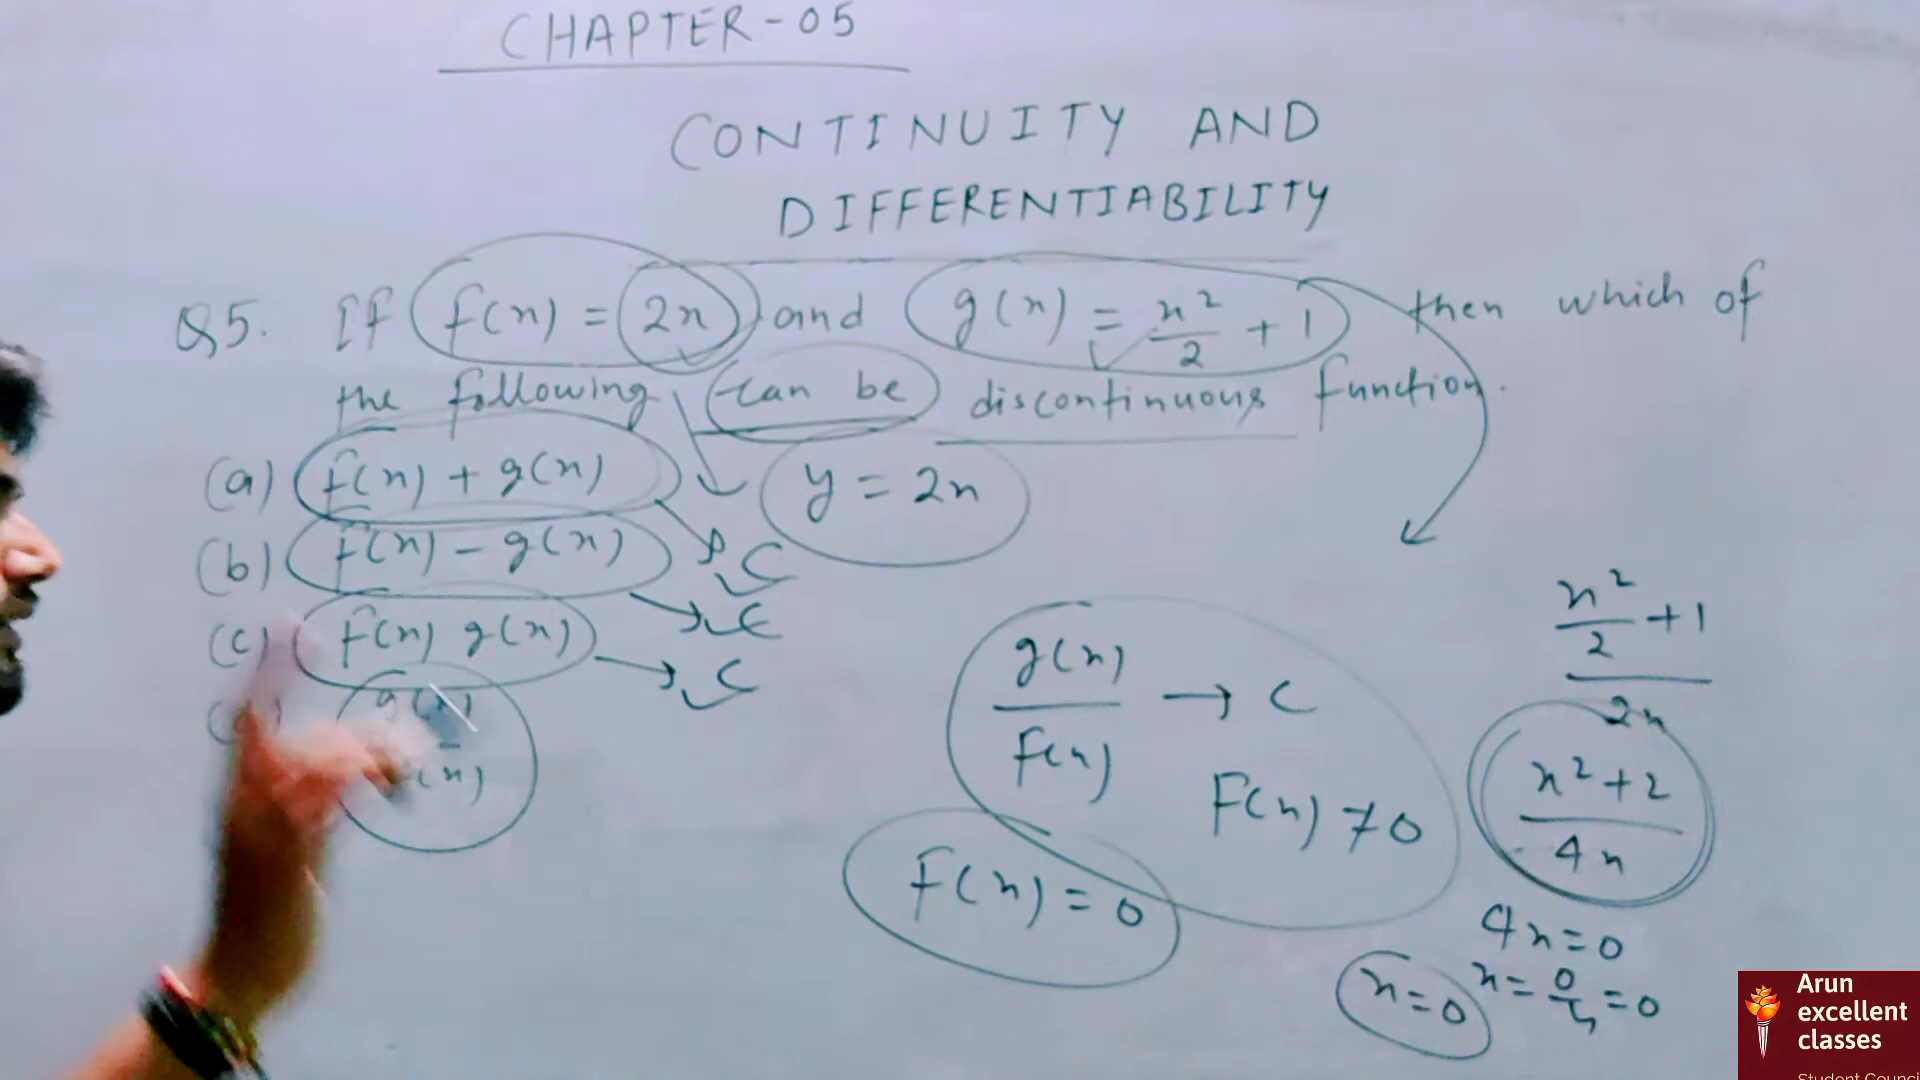 CHAPTER-05
CONTINUITY AND
DIFFERENTIABILITY
Q5. If f(x) = 2x and g(x) = x²/2 + 1 then which of
the following can be discontinuous function.
(a) f(x) + g(x)
(b) f(x) - g(x)
(c) f(x) g(x)
g(x)
(x)
y = 2x
C
C
C
g(x)/f(x) → C
F(x) ≠ 0
F(x) = 0
x²/2 + 1
2x
x²+2
4x
4x=0
x = 0/4 = 0
x=0
Arun
excellent
classes